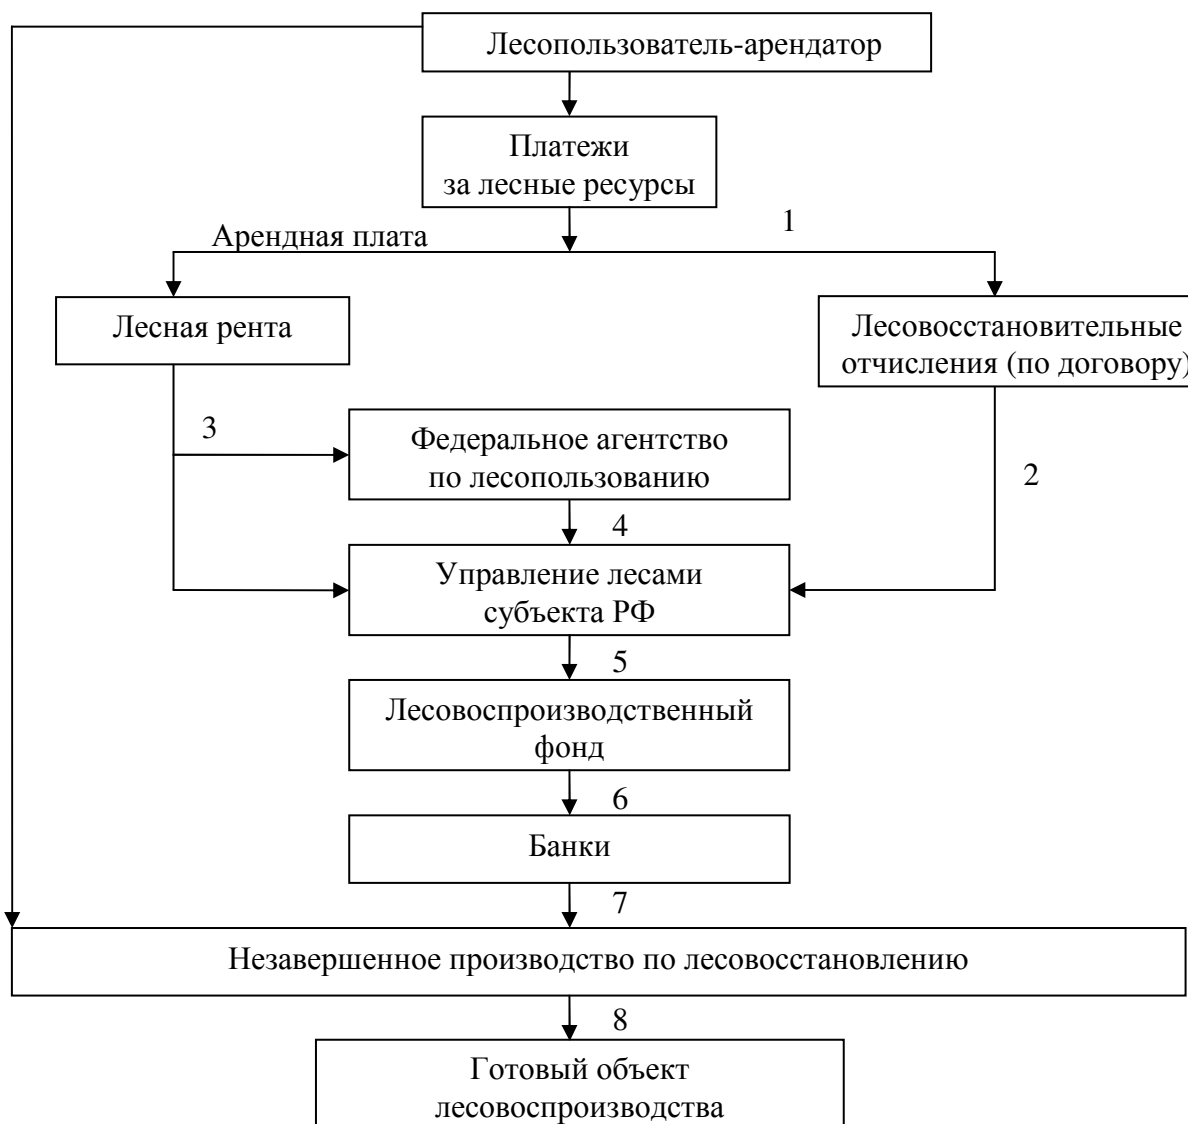 Лесопользователь-арендатор
Платежи
за лесные ресурсы
1
Арендная плата
Лесная рента
Лесовосстановительные
отчисления (по договору)
3
Федеральное агентство
по лесопользованию
2
4
Управление лесами
субъекта РФ
5
Лесовоспроизводственный
фонд
6
Банки
7
Незавершенное производство по лесовосстановлению
8
Готовый объект
лесовоспроизводства